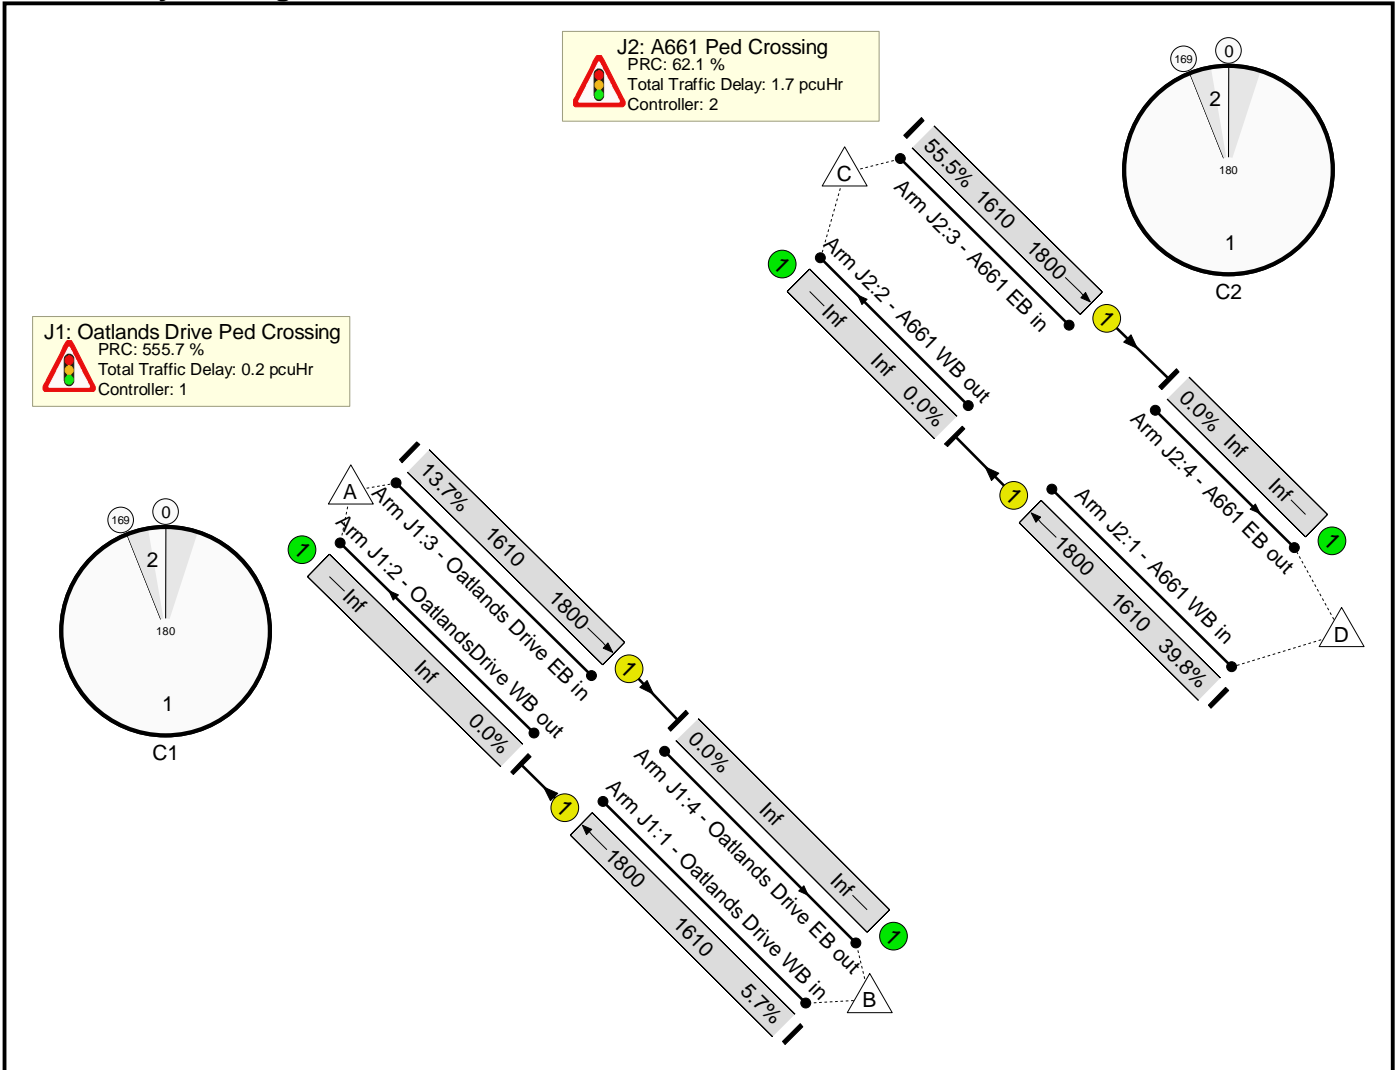 J2: A661 Ped Crossing
PRC: 62.1 %
Total Traffic Delay: 1.7 pcuHr
Controller: 2
169
0
2
180
1
C2
C
55.5% 1610 1800
Arm J2:3 - A661 EB in
1
Arm J2:2 - A661 WB out
1
Inf Inf 0.0%
0.0% Inf Inf
Arm J2:4 - A661 EB out
1
1
Arm J2:1 - A661 WB in
1800 1610 39.8%
D
J1: Oatlands Drive Ped Crossing
PRC: 555.7 %
Total Traffic Delay: 0.2 pcuHr
Controller: 1
169
0
2
180
1
C1
A
13.7% 1610 1800
Arm J1:3 - Oatlands Drive EB in
1
Arm J1:2 - OatlandsDrive WB out
1
Inf Inf 0.0%
0.0% Inf Inf
Arm J1:4 - Oatlands Drive EB out
1
1
Arm J1:1 - Oatlands Drive WB in
1800 1610 5.7%
B